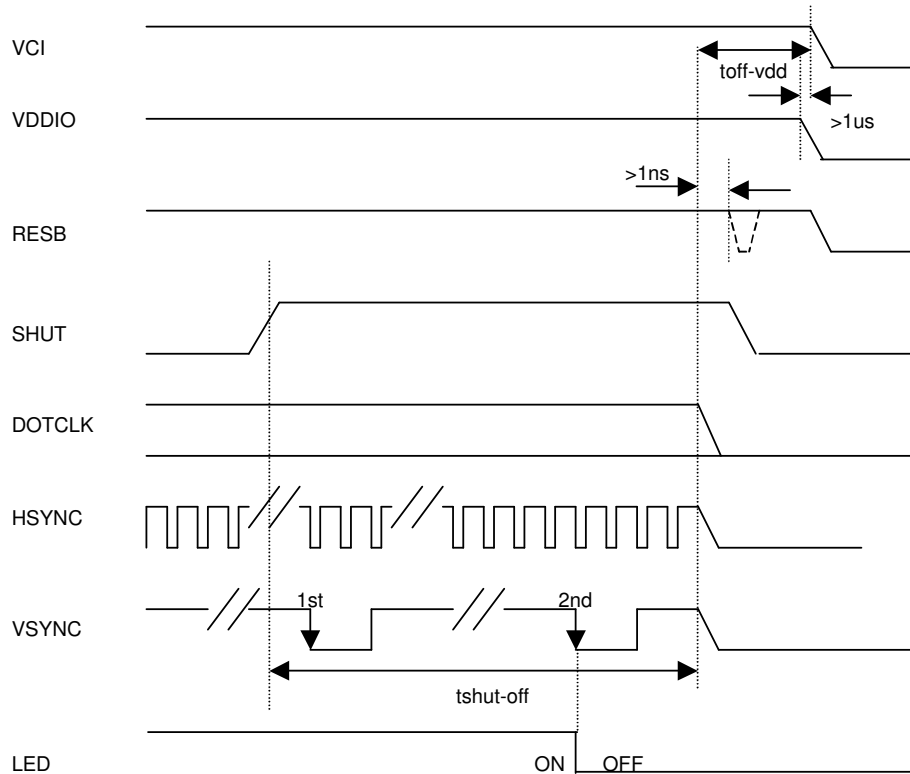 VCI
toff-vdd
VDDIO
>1us
>1ns
RESB
SHUT
DOTCLK
HSYNC
VSYNC
1st
2nd
tshut-off
LED
ON OFF